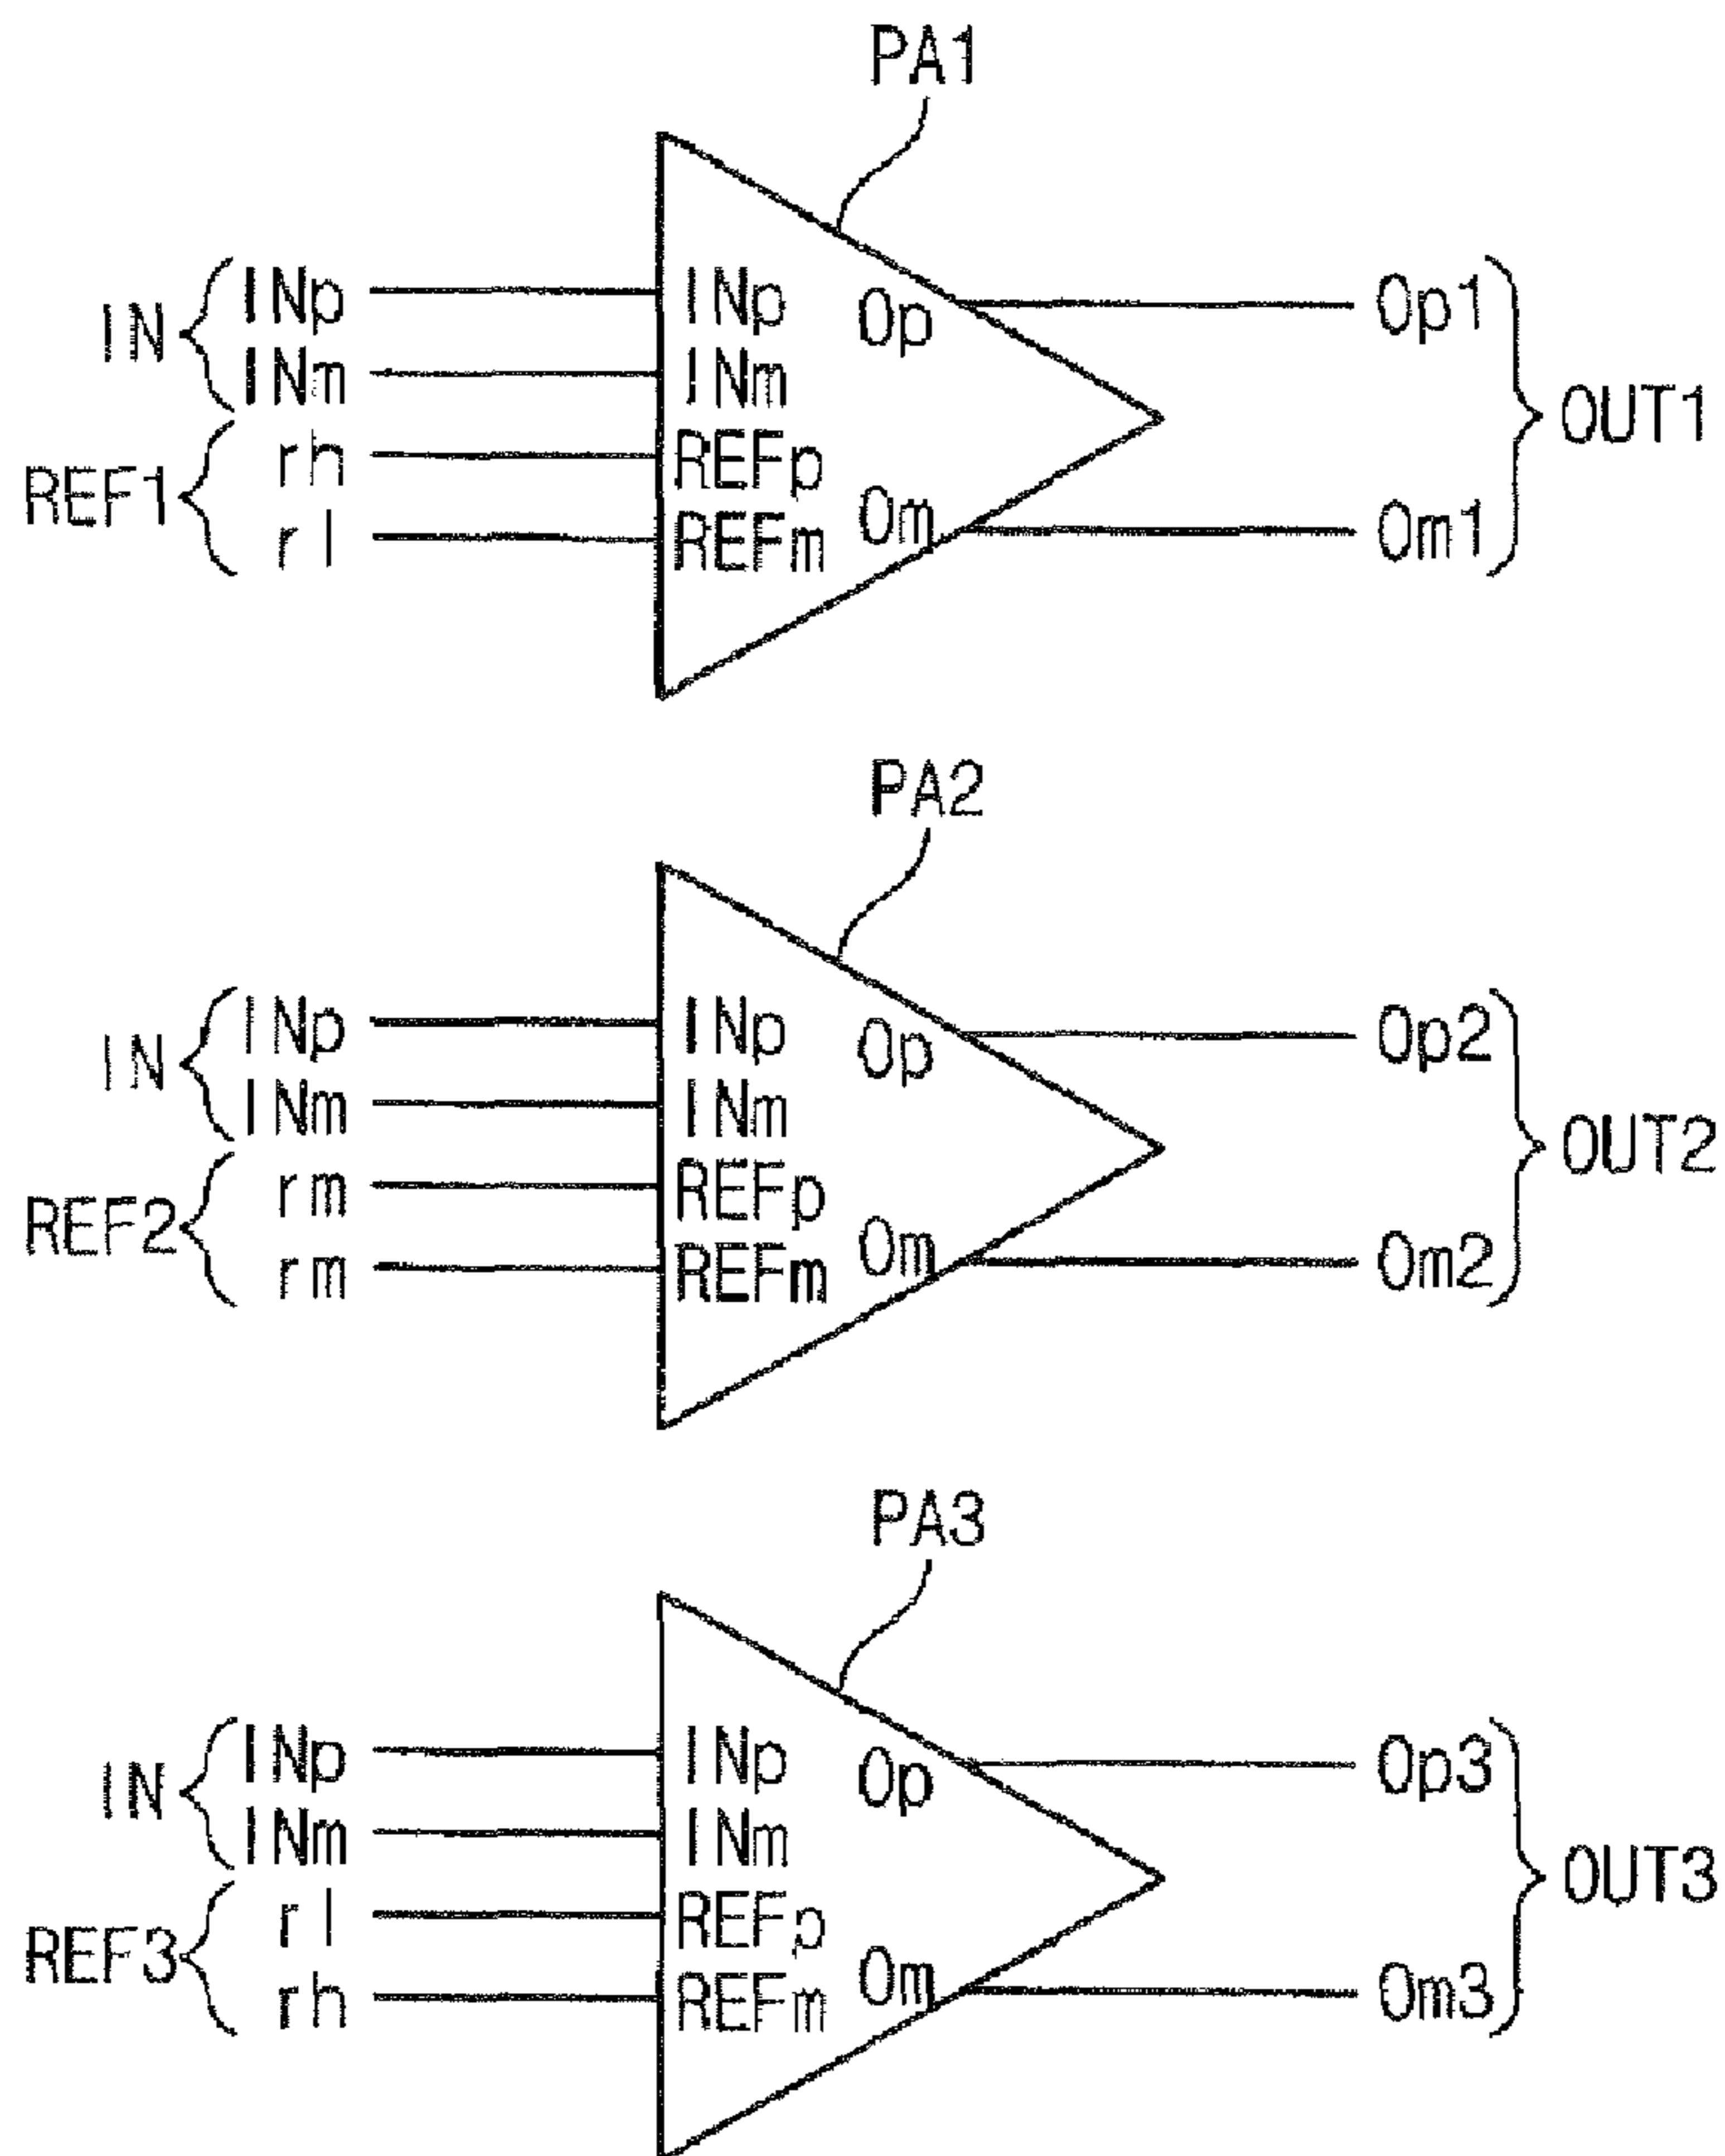 PA1
IN
INp
INm
REF1
rh
rl
INp
INm
REFp
REFm
Op
Om
Op1
Om1
OUT1
PA2
IN
INp
INm
REF2
rm
rm
INp
INm
REFp
REFm
Op
Om
Op2
Om2
OUT2
PA3
IN
INp
INm
REF3
rl
rh
INp
INm
REFp
REFm
Op
Om
Op3
Om3
OUT3